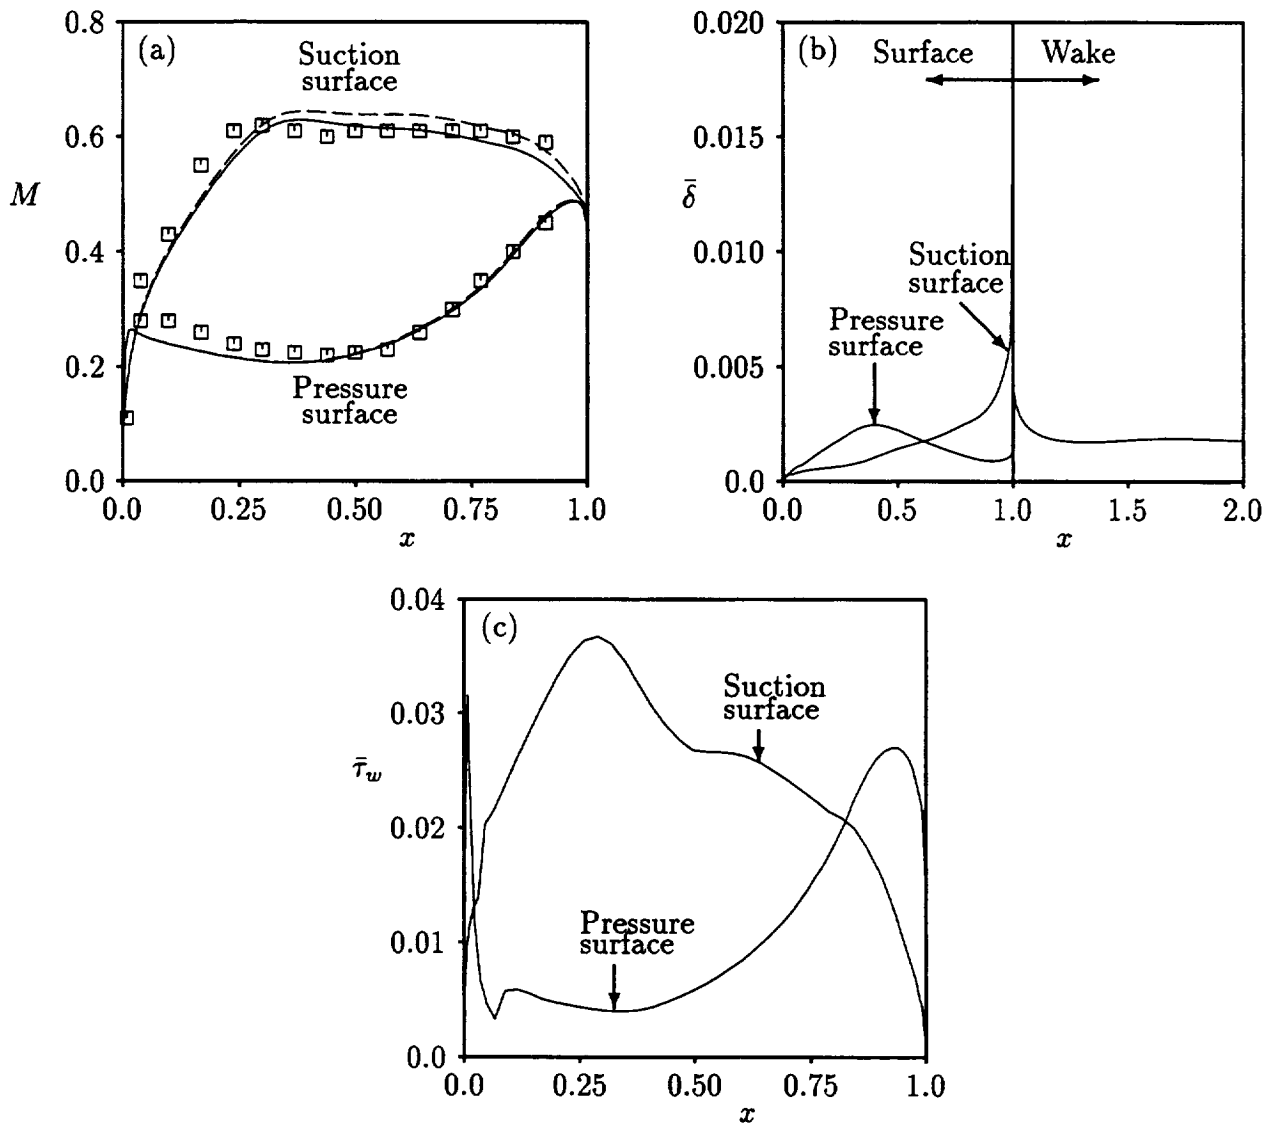 0.8
(a)
Suction
surface
0.6
M
0.4
0.2
Pressure
surface
0.0
0.0 0.25 0.50 0.75 1.0
x
0.020
(b)
Surface Wake
0.015
δ̄
0.010
Suction
surface
Pressure
surface
0.005
0.0
0.0 0.5 1.0 1.5 2.0
x
0.04
(c)
Suction
surface
0.03
τ̄w
0.02
Pressure
surface
0.01
0.0
0.0 0.25 0.50 0.75 1.0
x